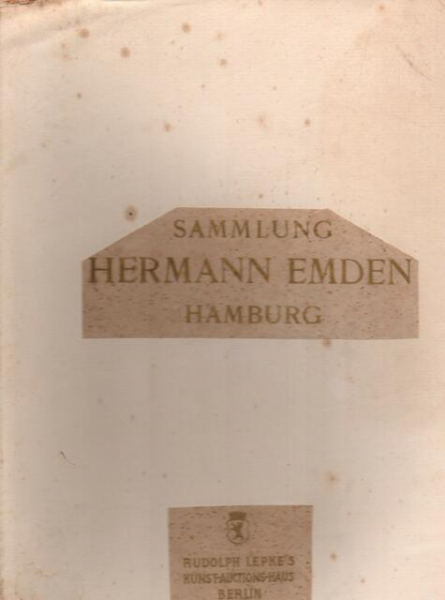 SAMMLUNG
HERMANN EMDEN
HAMBURG
RUDOLPH LEPKE'S
KUNST-AUCTIONS-HAUS
BERLIN